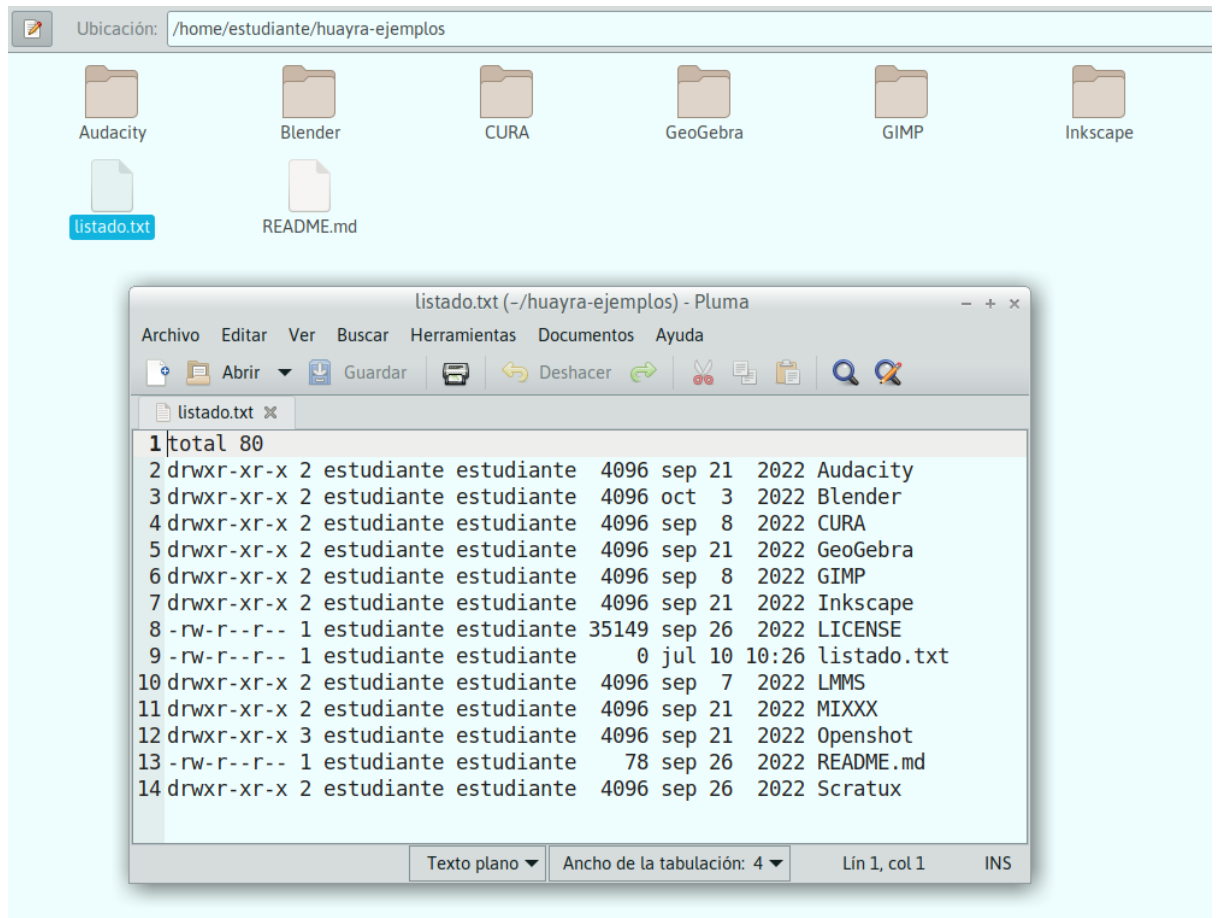 Ubicación: /home/estudiante/huayra-ejemplos
Audacity Blender CURA GeoGebra GIMP Inkscape
listado.txt README.md
listado.txt (~/huayra-ejemplos) - Pluma
Archivo Editar Ver Buscar Herramientas Documentos Ayuda
Abrir Guardar Deshacer
listado.txt
1 total 80
2 drwxr-xr-x 2 estudiante estudiante  4096 sep 21  2022 Audacity
3 drwxr-xr-x 2 estudiante estudiante  4096 oct  3  2022 Blender
4 drwxr-xr-x 2 estudiante estudiante  4096 sep  8  2022 CURA
5 drwxr-xr-x 2 estudiante estudiante  4096 sep 21  2022 GeoGebra
6 drwxr-xr-x 2 estudiante estudiante  4096 sep  8  2022 GIMP
7 drwxr-xr-x 2 estudiante estudiante  4096 sep 21  2022 Inkscape
8 -rw-r--r-- 1 estudiante estudiante 35149 sep 26  2022 LICENSE
9 -rw-r--r-- 1 estudiante estudiante     0 jul 10 10:26 listado.txt
10 drwxr-xr-x 2 estudiante estudiante  4096 sep  7  2022 LMMS
11 drwxr-xr-x 2 estudiante estudiante  4096 sep 21  2022 MIXXX
12 drwxr-xr-x 3 estudiante estudiante  4096 sep 21  2022 Openshot
13 -rw-r--r-- 1 estudiante estudiante    78 sep 26  2022 README.md
14 drwxr-xr-x 2 estudiante estudiante  4096 sep 26  2022 Scratux
Texto plano Ancho de la tabulación: 4 Lín 1, col 1 INS